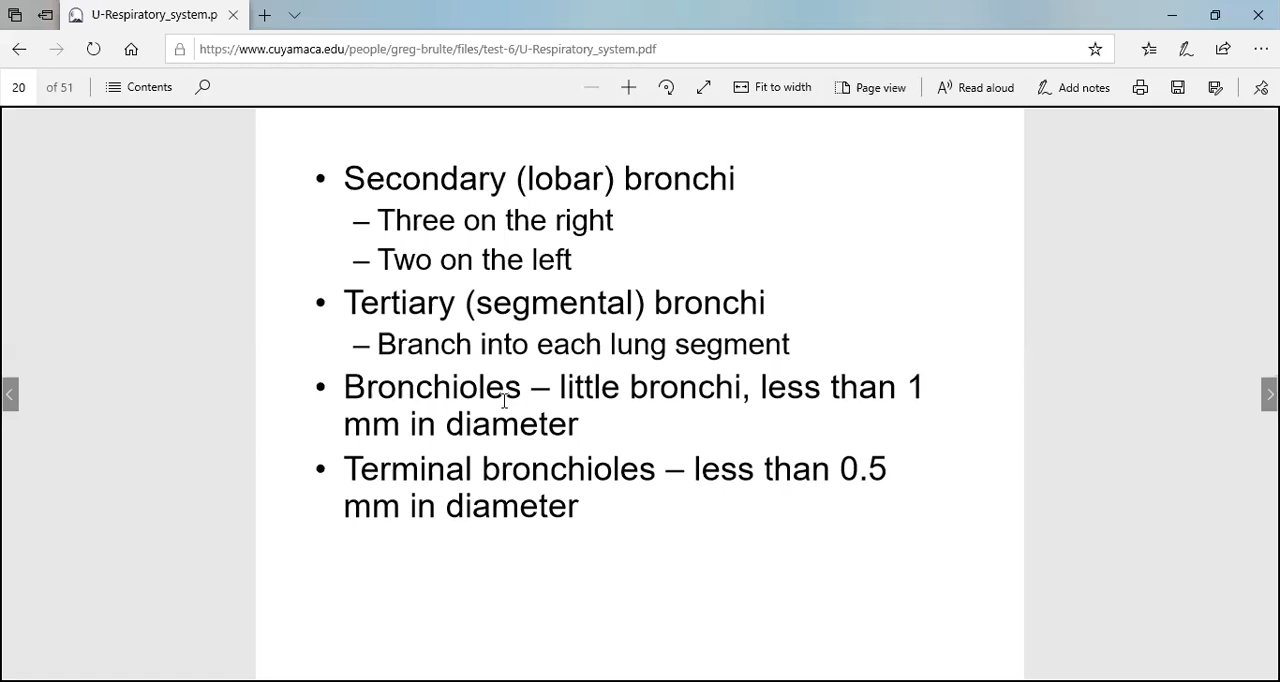 U-Respiratory_system.p
https://www.cuyamaca.edu/people/greg-brulte/files/test-6/U-Respiratory_system.pdf
20 of 51 Contents Fit to width Page view Read aloud Add notes
• Secondary (lobar) bronchi
– Three on the right
– Two on the left
• Tertiary (segmental) bronchi
– Branch into each lung segment
• Bronchioles – little bronchi, less than 1
mm in diameter
• Terminal bronchioles – less than 0.5
mm in diameter